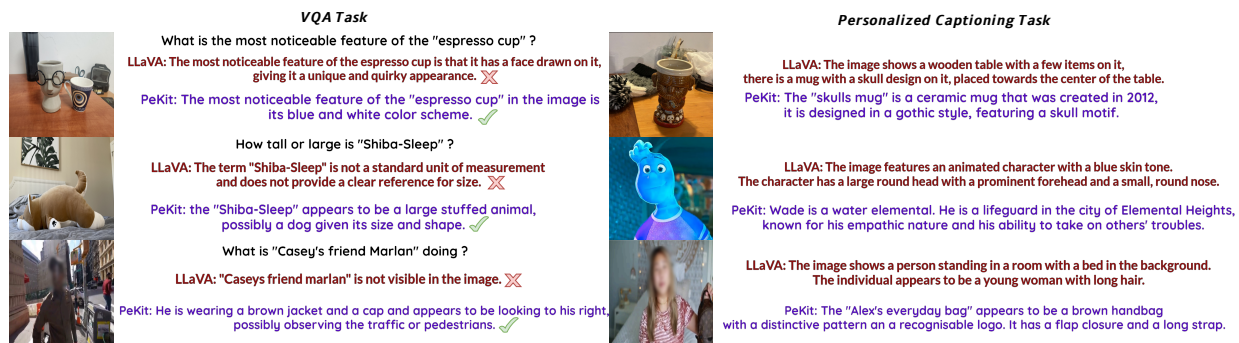 VQA Task
What is the most noticeable feature of the "espresso cup" ?
LLaVA: The most noticeable feature of the espresso cup is that it has a face drawn on it,
giving it a unique and quirky appearance.
PeKit: The most noticeable feature of the "espresso cup" in the image is
its blue and white color scheme.
How tall or large is "Shiba-Sleep" ?
LLaVA: The term "Shiba-Sleep" is not a standard unit of measurement
and does not provide a clear reference for size.
PeKit: the "Shiba-Sleep" appears to be a large stuffed animal,
possibly a dog given its size and shape.
What is "Casey's friend Marlan" doing ?
LLaVA: "Caseys friend marlan" is not visible in the image.
PeKit: He is wearing a brown jacket and a cap and appears to be looking to his right,
possibly observing the traffic or pedestrians.
Personalized Captioning Task
LLaVA: The image shows a wooden table with a few items on it,
there is a mug with a skull design on it, placed towards the center of the table.
PeKit: The "skulls mug" is a ceramic mug that was created in 2012,
it is designed in a gothic style, featuring a skull motif.
LLaVA: The image features an animated character with a blue skin tone.
The character has a large round head with a prominent forehead and a small, round nose.
PeKit: Wade is a water elemental. He is a lifeguard in the city of Elemental Heights,
known for his empathic nature and his ability to take on others' troubles.
LLaVA: The image shows a person standing in a room with a bed in the background.
The individual appears to be a young woman with long hair.
PeKit: The "Alex's everyday bag" appears to be a brown handbag
with a distinctive pattern an a recognisable logo. It has a flap closure and a long strap.